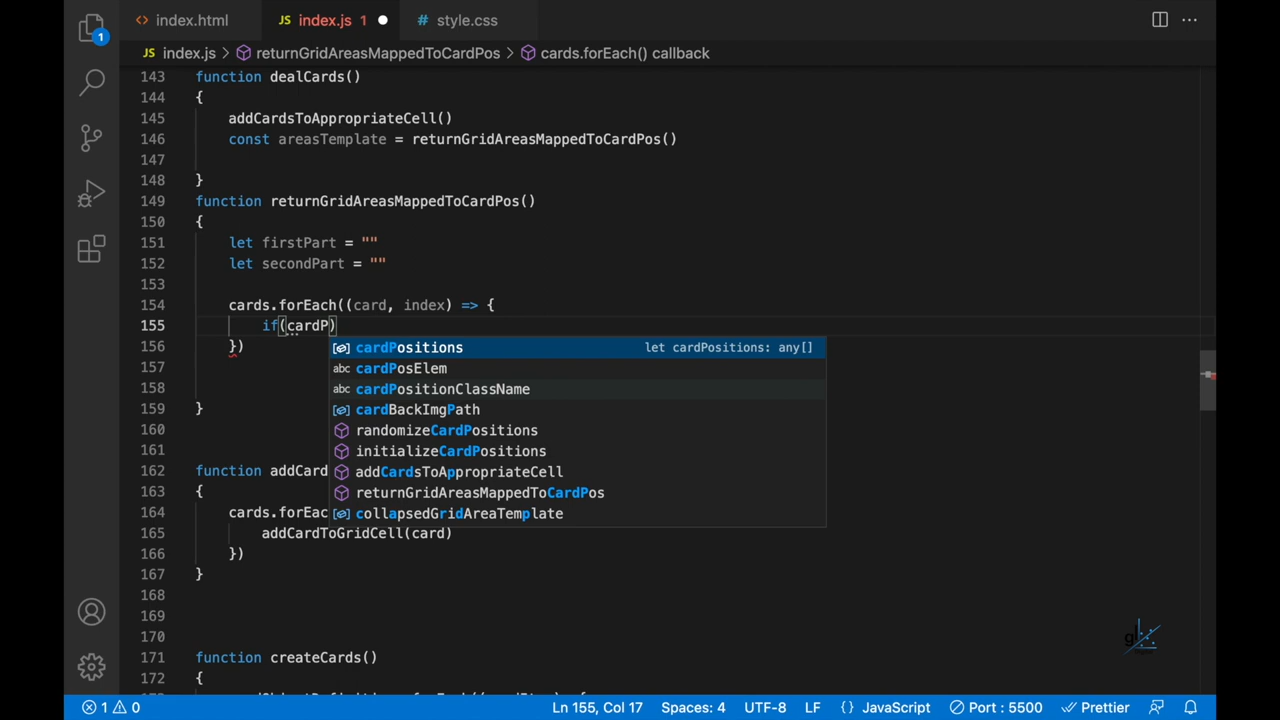 index.html
JS index.js 1
# style.css
JS index.js > returnGridAreasMappedToCardPos > cards.forEach() callback
143 function dealCards()
144 {
145 addCardsToAppropriateCell()
146 const areasTemplate = returnGridAreasMappedToCardPos()
147
148 }
149 function returnGridAreasMappedToCardPos()
150 {
151 let firstPart = ""
152 let secondPart = ""
153
154 cards.forEach((card, index) => {
155 if(cardP)
156 })
cardPositions let cardPositions: any[]
157
abc cardPosElem
158
abc cardPositionClassName
159 }
cardBackImgPath
160
randomizeCardPositions
161
initializeCardPositions
162 function addCard
addCardsToAppropriateCell
163 {
returnGridAreasMappedToCardPos
164 cards.forEac
collapsedGridAreaTemplate
165 addCardToGridCell(card)
166 })
167 }
168
169
170
171 function createCards()
172 {
1
1 0
Ln 155, Col 17
Spaces: 4
UTF-8
LF
{} JavaScript
Port : 5500
Prettier